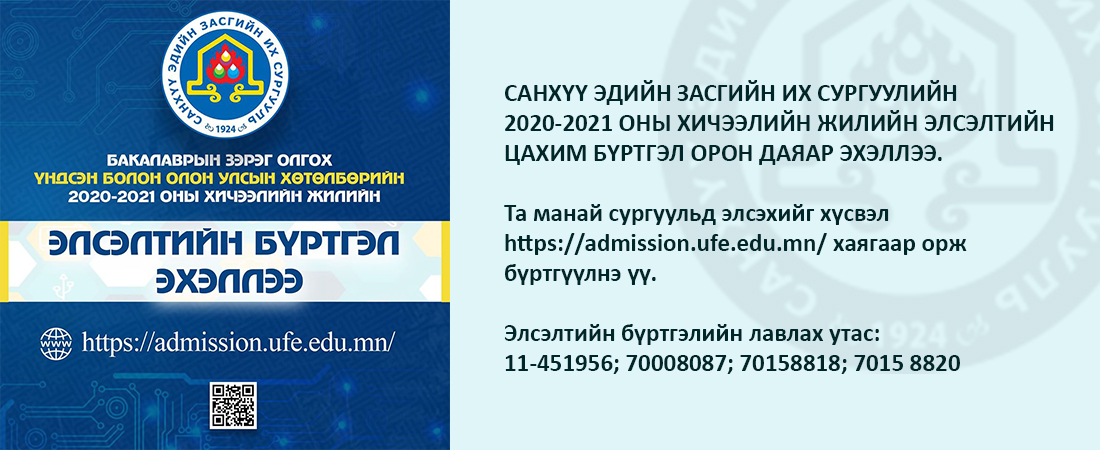 САНХҮҮ ЭДИЙН ЗАСГИЙН ИХ СУРГУУЛЬ
1924
БАКАЛАВРЫН ЗЭРЭГ ОЛГОХ
ҮНДСЭН БОЛОН ОЛОН УЛСЫН ХӨТӨЛБӨРИЙН
2020-2021 ОНЫ ХИЧЭЭЛИЙН ЖИЛИЙН
ЭЛСЭЛТИЙН БҮРТГЭЛ
ЭХЭЛЛЭЭ
https://admission.ufe.edu.mn/
САНХҮҮ ЭДИЙН ЗАСГИЙН ИХ СУРГУУЛИЙН
2020-2021 ОНЫ ХИЧЭЭЛИЙН ЖИЛИЙН ЭЛСЭЛТИЙН
ЦАХИМ БҮРТГЭЛ ОРОН ДАЯАР ЭХЭЛЛЭЭ.
Та манай сургуульд элсэхийг хүсвэл
https://admission.ufe.edu.mn/ хаягаар орж
бүртгүүлнэ үү.
Элсэлтийн бүртгэлийн лавлах утас:
11-451956; 70008087; 70158818; 7015 8820
1924